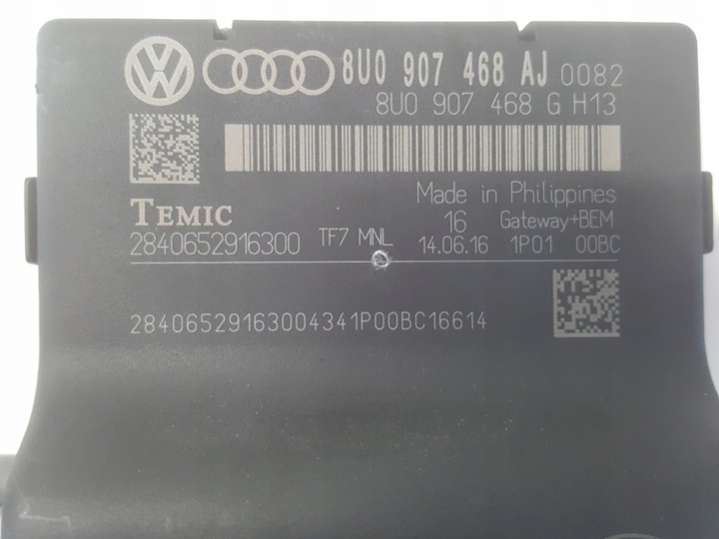 8U0 907 468 AJ 0082
8U0 907 468 G H13
Made in Philippines
TEMIC 16 Gateway+BEM
2840652916300 TF7 MNL 14.06.16 1P01 00BC
28406529163004341P00BC16614